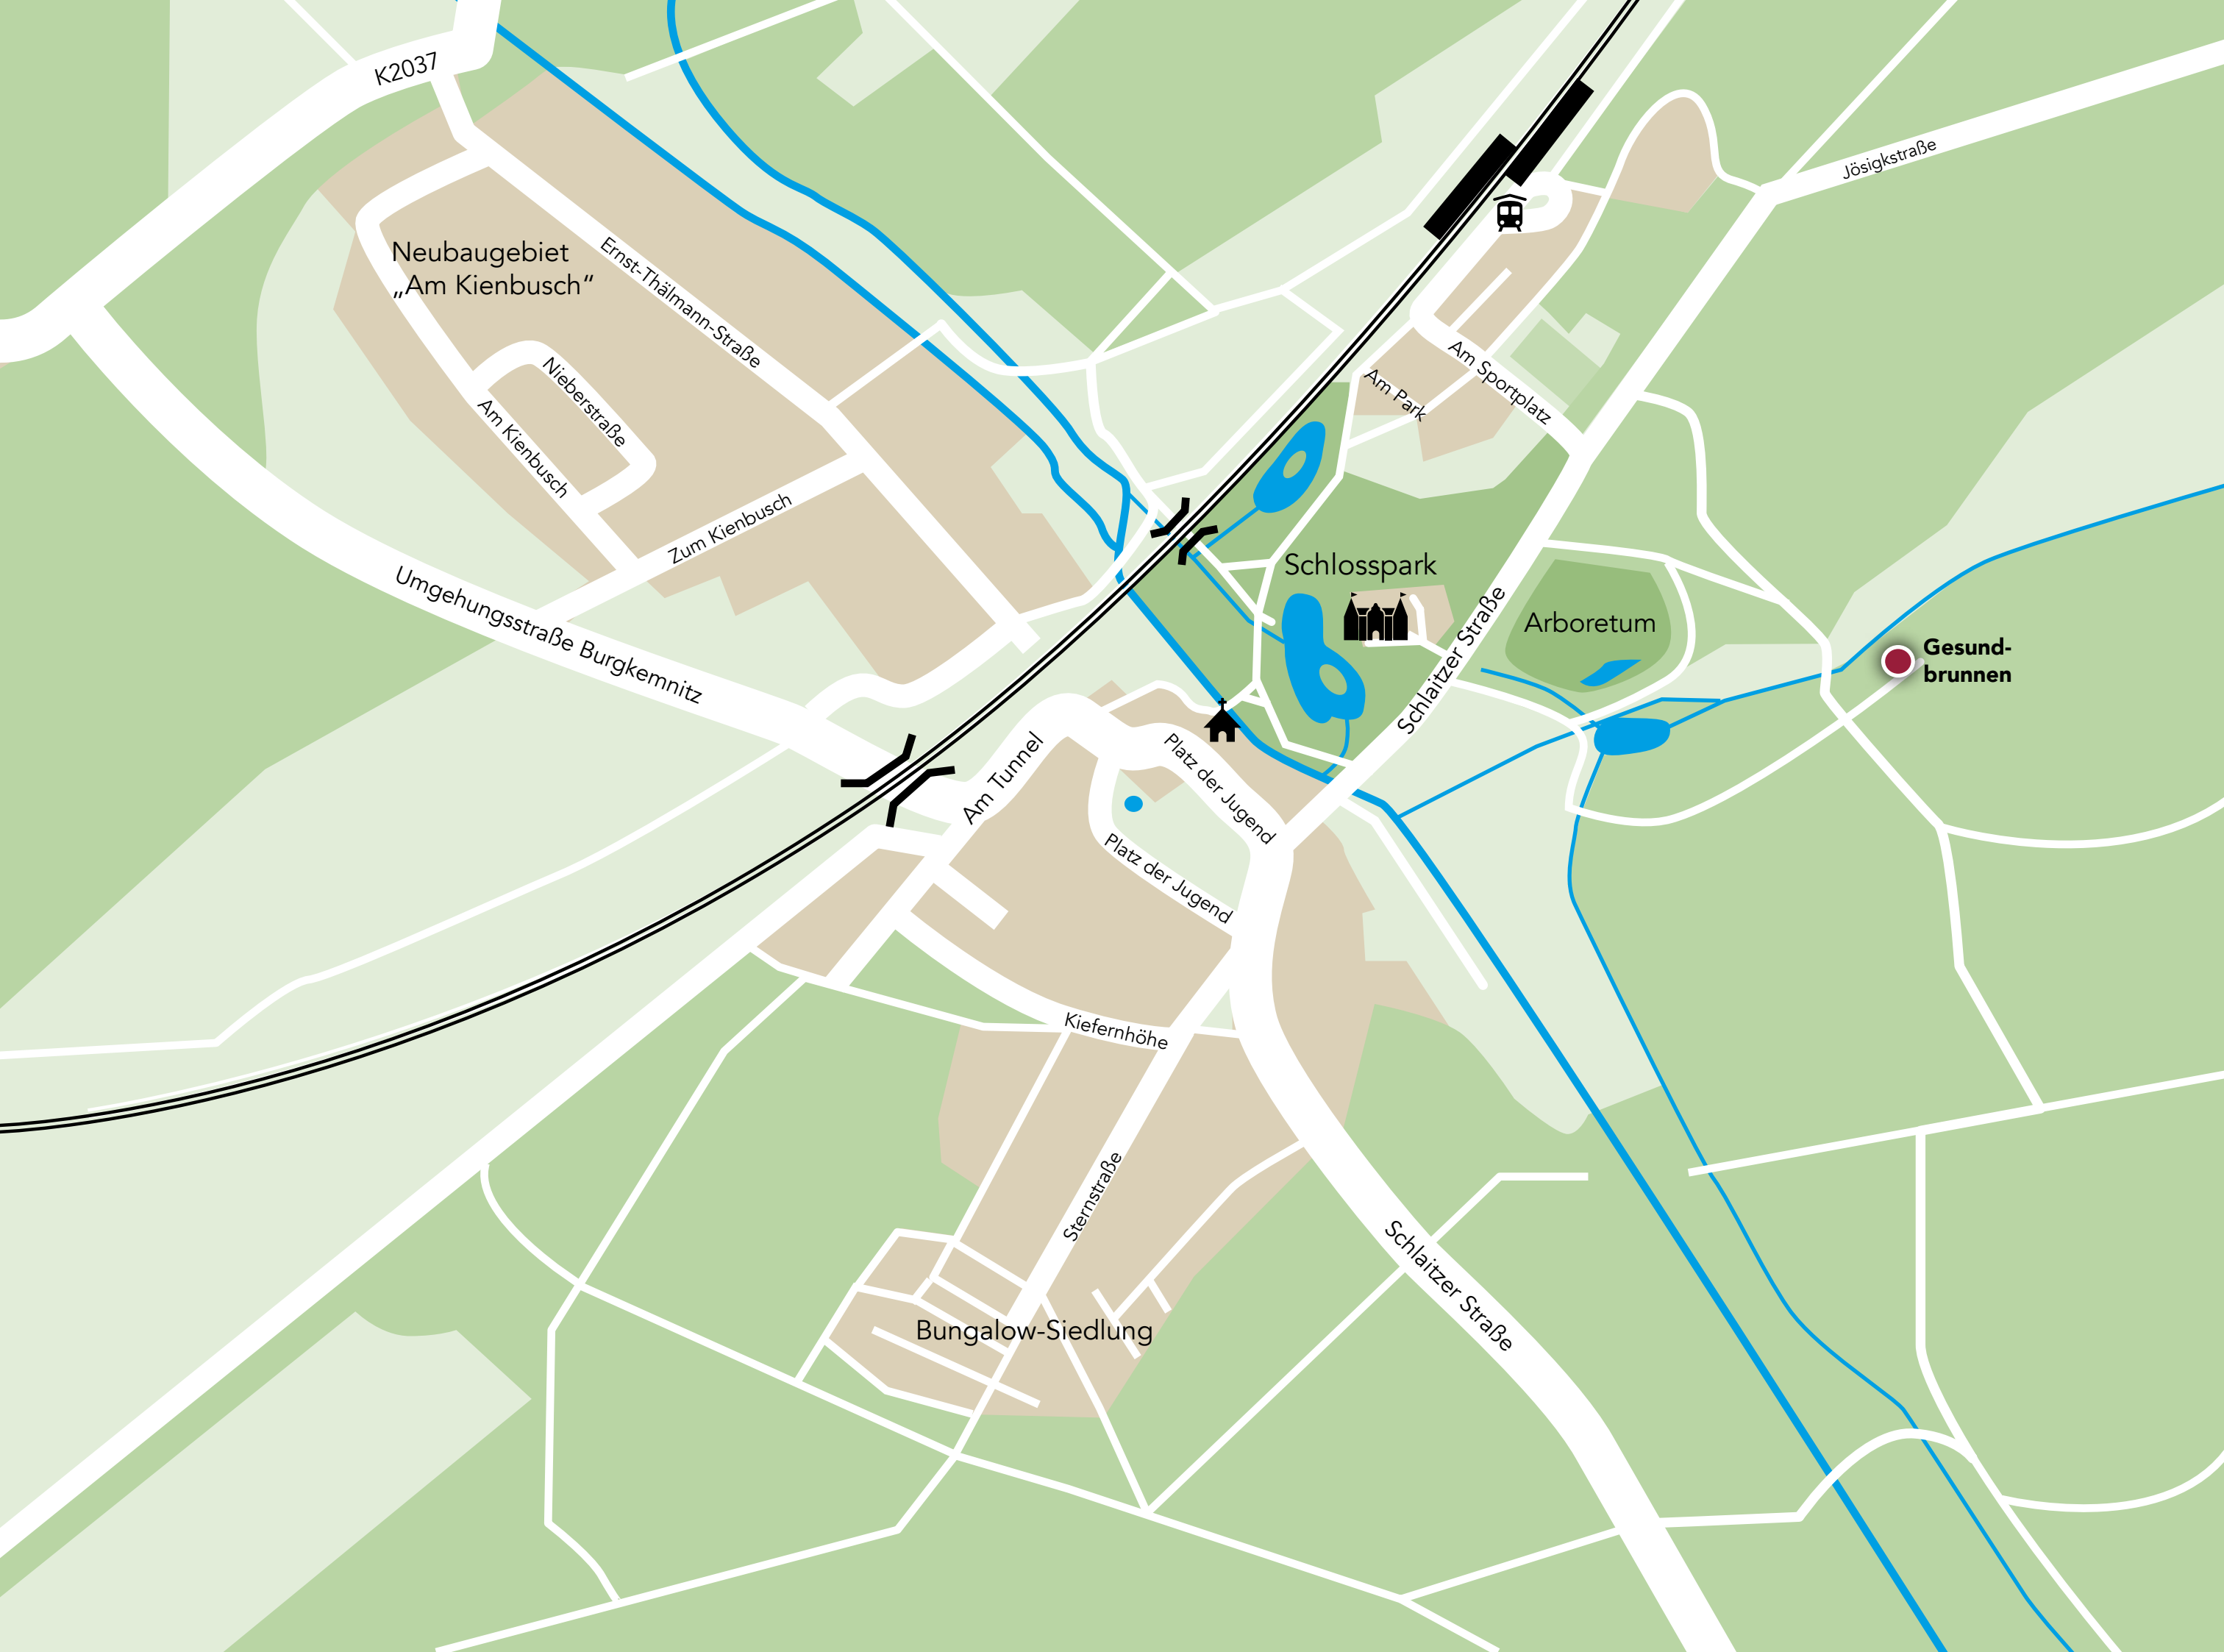 K2037
Jösigkstraße
Neubaugebiet
„Am Kienbusch“
Ernst-Thälmann-Straße
Nieberstraße
Am Kienbusch
Zum Kienbusch
Am Sportplatz
Am Park
Umgehungsstraße Burgkemnitz
Schlosspark
Arboretum
Schlaitzer Straße
Gesund-
brunnen
Am Tunnel
Platz der Jugend
Platz der Jugend
Kiefernhöhe
Sternstraße
Schlaitzer Straße
Bungalow-Siedlung